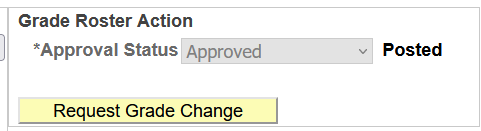 Grade Roster Action
*Approval Status Approved Posted
Request Grade Change